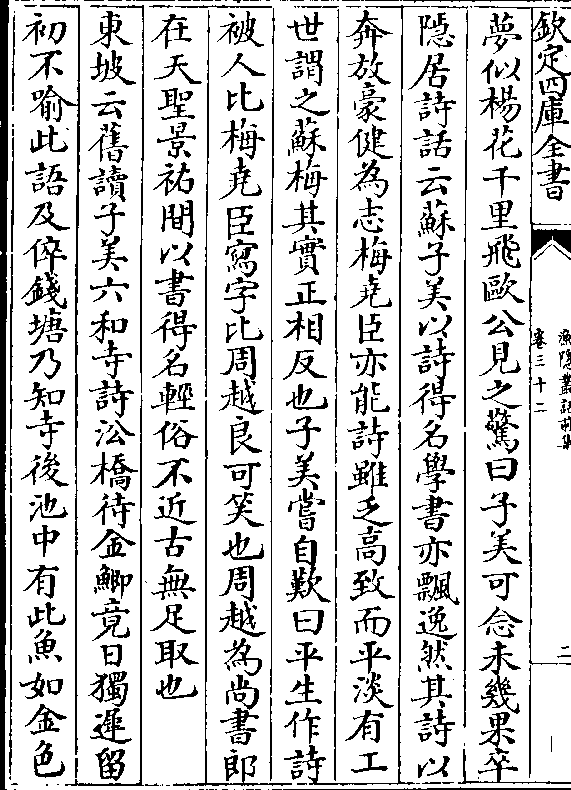 欽定四庫全書
漁隱叢話前集
卷三十二
二
夢似楊花千里飛歐公見之驚曰子美可念未幾果卒
隠居詩話云蘇子美以詩得名學書亦飄逸然其詩以
奔放豪健為志梅堯臣亦能詩雖乏高致而平淡有工
世謂之蘇梅其實正相反也子美嘗自歎曰平生作詩
被人比梅堯臣寫字比周越良可笑也周越為尚書郎
在天聖景祐間以書得名輕俗不近古無足取也
東坡云舊讀子美六和寺詩沿橋待金鯽竟日獨遲留
初不喻此語及倅錢塘乃知寺後池中有此魚如金色